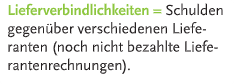 Lieferverbindlichkeiten = Schulden
gegenüber verschiedenen Liefe-
ranten (noch nicht bezahlte Liefe-
rantenrechnungen).